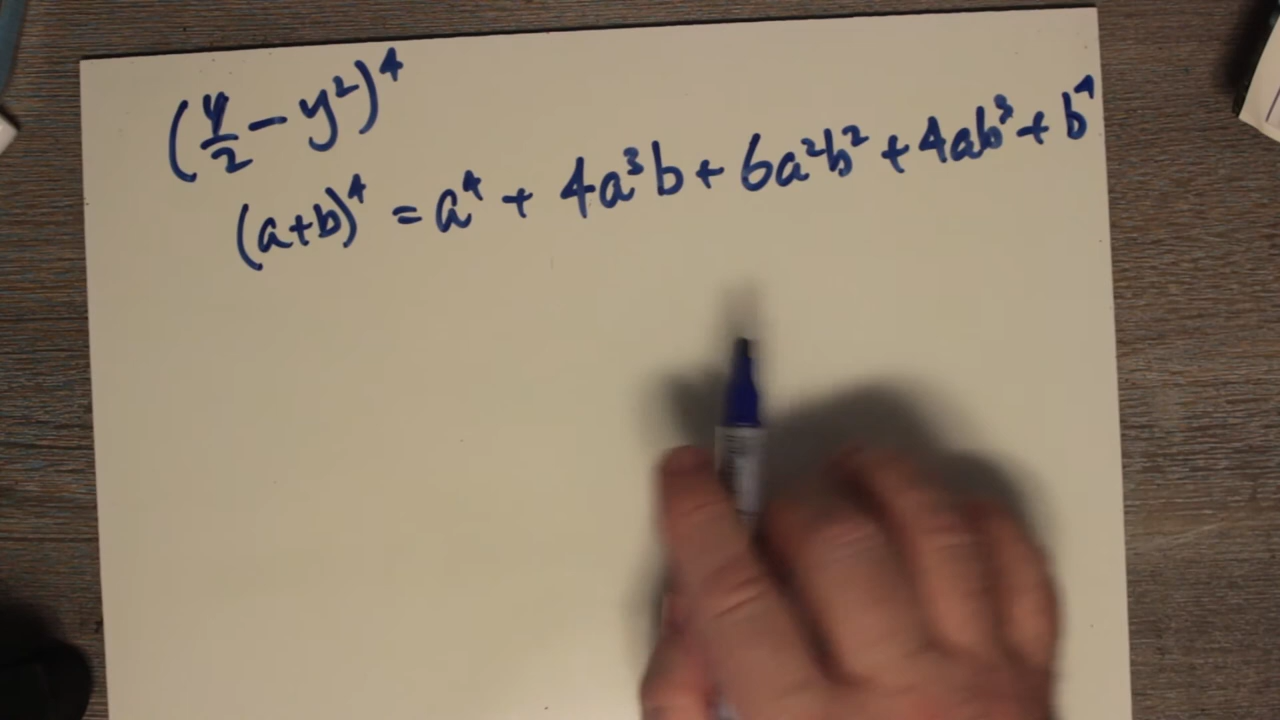 (y/2 - y²)⁴
(a+b)⁴ = a⁴ + 4a³b + 6a²b² + 4ab³ + b⁴